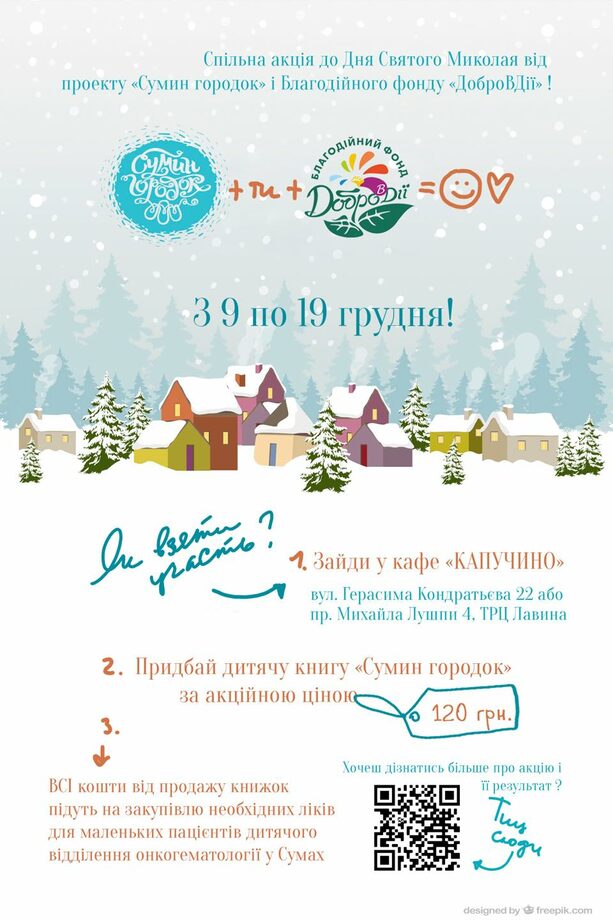 Спільна акція до Дня Святого Миколая від
проекту «Сумин городок» і Благодійного фонду «ДоброВДії» !
Сумин
городок
+ ти +
БЛАГОДІЙНИЙ ФОНД
ДоброВДії
=
З 9 по 19 грудня!
Як взяти
участь?
1. Зайди у кафе «КАПУЧИНО»
вул. Герасима Кондратьєва 22 або
пр. Михайла Лушпи 4, ТРЦ Лавина
2. Придбай дитячу книгу «Сумин городок»
за акційною ціною
120 грн.
3.
ВСІ кошти від продажу книжок
підуть на закупівлю необхідних ліків
для маленьких пацієнтів дитячого
відділення онкогематології у Сумах
Хочеш дізнатись більше про акцію і
її результат ?
Тиц
сюди
designed by freepik.com